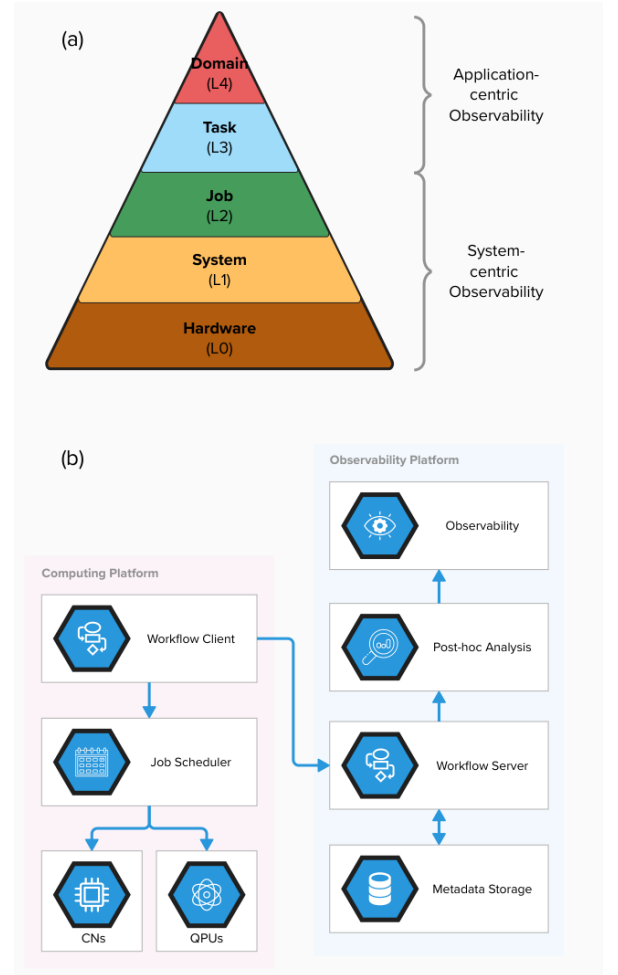 (a)
Domain
(L4)
Task
(L3)
Job
(L2)
System
(L1)
Hardware
(L0)
Application-
centric
Observability
System-
centric
Observability
(b)
Computing Platform
Workflow Client
Job Scheduler
CNs
QPUs
Observability Platform
Observability
Post-hoc Analysis
Workflow Server
Metadata Storage